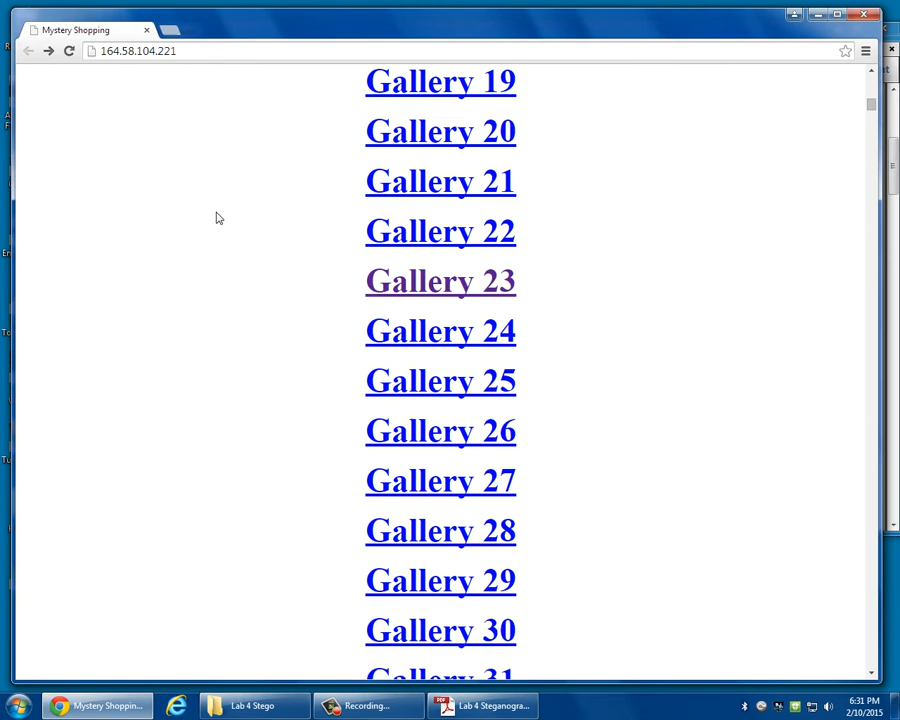 Mystery Shopping
164.58.104.221
Gallery 19
Gallery 20
Gallery 21
Gallery 22
Gallery 23
Gallery 24
Gallery 25
Gallery 26
Gallery 27
Gallery 28
Gallery 29
Gallery 30
Gallery 31
Mystery Shoppin...
Lab 4 Stego
Recording...
Lab 4 Steganogra...
6:31 PM
2/10/2015